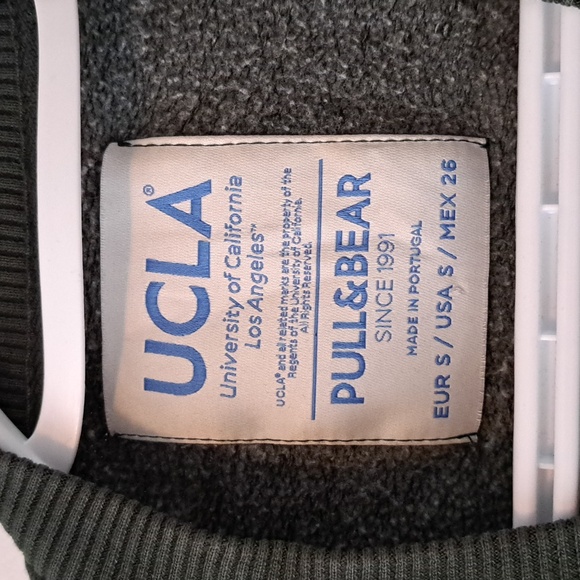 UCLA®
University of California
Los Angeles™
UCLA® and all related marks are the property of the
Regents of the University of California.
All Rights Reserved.
PULL&BEAR
SINCE 1991
MADE IN PORTUGAL
EUR S / USA S / MEX 26